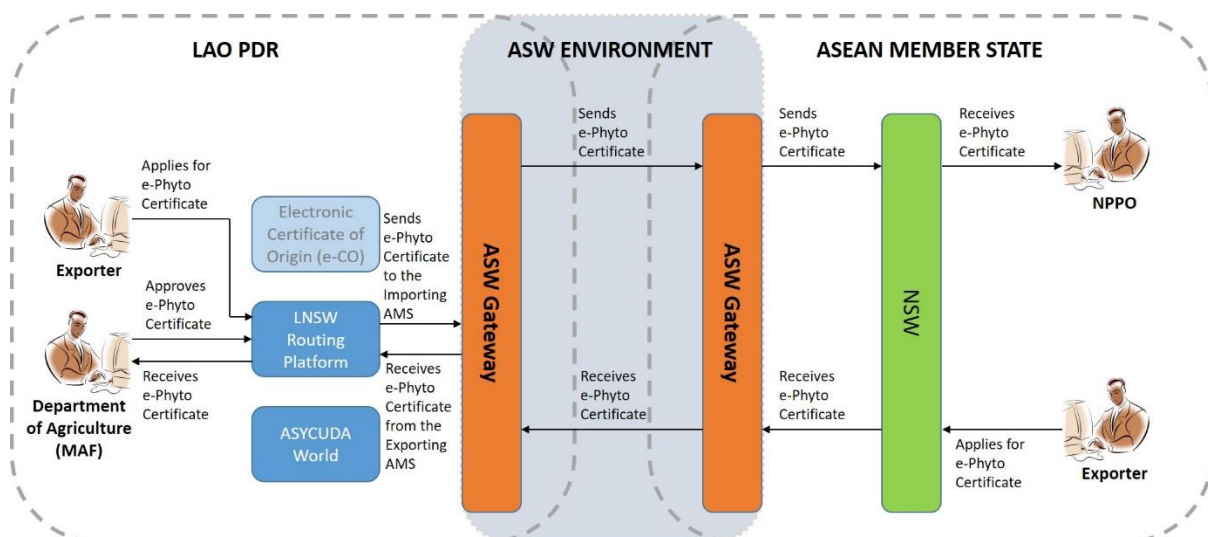 LAO PDR
ASW ENVIRONMENT
ASEAN MEMBER STATE
Applies for
e-Phyto
Certificate
Exporter
Approves
e-Phyto
Certificate
Receives
e-Phyto
Certificate
Department
of Agriculture
(MAF)
Electronic
Certificate of
Origin (e-CO)
LNSW
Routing
Platform
ASYCUDA
World
Sends
e-Phyto
Certificate
to the
Importing
AMS
Receives
e-Phyto
Certificate
from the
Exporting
AMS
ASW Gateway
Sends
e-Phyto
Certificate
Receives
e-Phyto
Certificate
ASW Gateway
Sends
e-Phyto
Certificate
Receives
e-Phyto
Certificate
NSW
Receives
e-Phyto
Certificate
NPPO
Applies for
e-Phyto
Certificate
Exporter